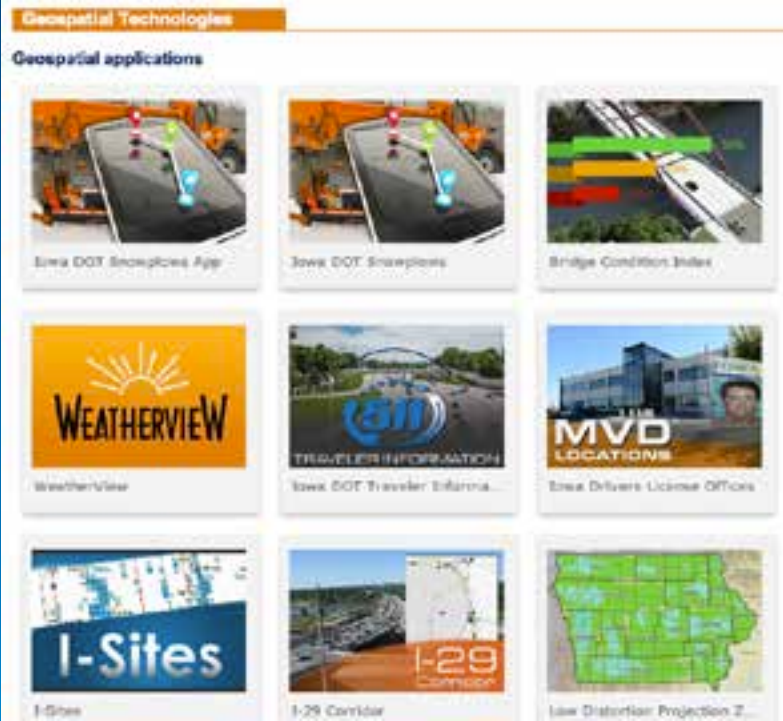 Geospatial Technologies
Geospatial applications
Iowa DOT Snowplows App
Iowa DOT Snowplows
Bridge Condition Index
WEATHERVIEW
511
TRAVELER INFORMATION
MVD
LOCATIONS
WeatherView
Iowa DOT Traveler Informa...
Iowa Drivers License Offices
I-Sites
I-29
CORRIDOR
I-Sites
I-29 Corridor
Low Distortion Projection Z...